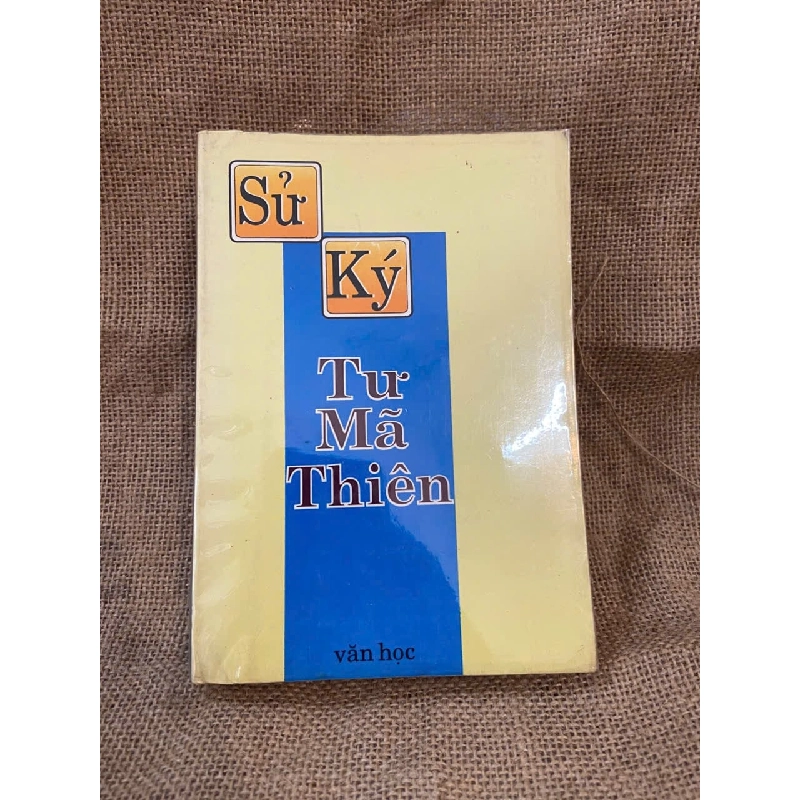 Sử
Ký
Tư
Mã
Thiên
văn học